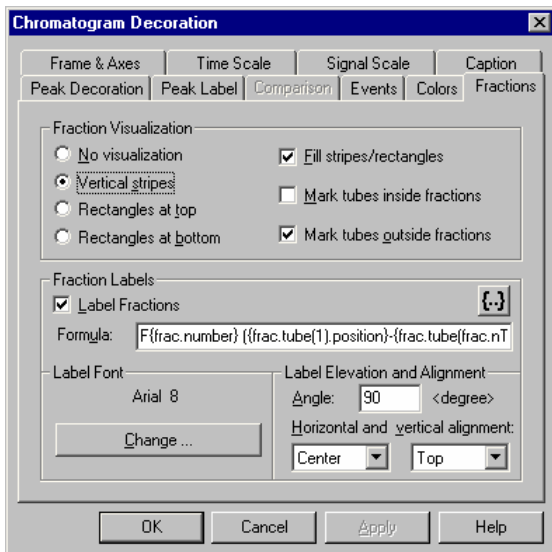 Chromatogram Decoration
Frame & Axes Time Scale Signal Scale Caption
Peak Decoration Peak Label Comparison Events Colors Fractions
Fraction Visualization
No visualization
Vertical stripes
Rectangles at top
Rectangles at bottom
Fill stripes/rectangles
Mark tubes inside fractions
Mark tubes outside fractions
Fraction Labels
Label Fractions
{..}
Formula: F{frac.number} ({frac.tube(1).position}-{frac.tube(frac.nT
Label Font
Arial 8
Change ...
Label Elevation and Alignment
Angle: 90 <degree>
Horizontal and vertical alignment:
Center Top
OK Cancel Apply Help